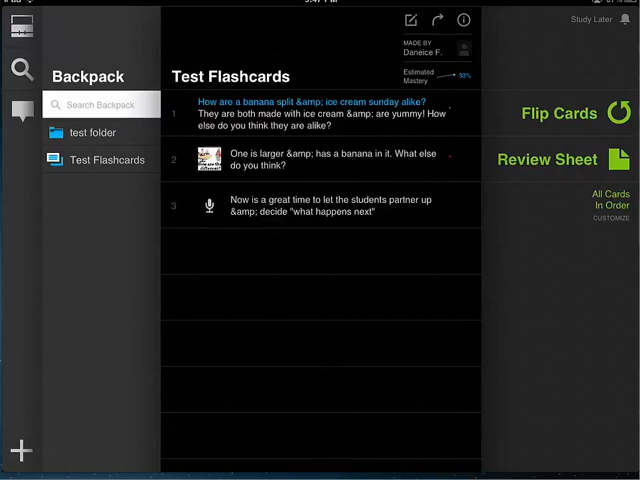 Study Later
MADE BY
Daneice F.
Backpack
Test Flashcards
Estimated
Mastery
33%
Search Backpack
test folder
Test Flashcards
1
How are a banana split &amp; ice cream sunday alike?
They are both made with ice cream &amp; are yummy! How
else do you think they are alike?
2
One is larger &amp; has a banana in it. What else
do you think?
3
Now is a great time to let the students partner up
&amp; decide "what happens next"
Flip Cards
Review Sheet
All Cards
In Order
CUSTOMIZE